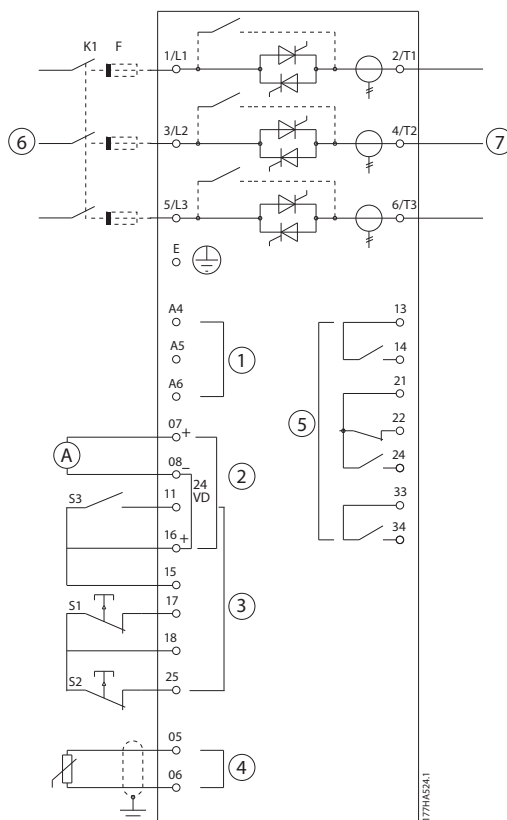 K1 F 1/L1 2/T1
6 3/L2 4/T2 7
5/L3 6/T3
E
A4 13
A5 1 14
A6 21
07 + 5 22
A 08 − 2 24
S3 11 24 VD 33
16 + 34
15
S1 17 3
18
S2 25
05
06 4
177HA524.1